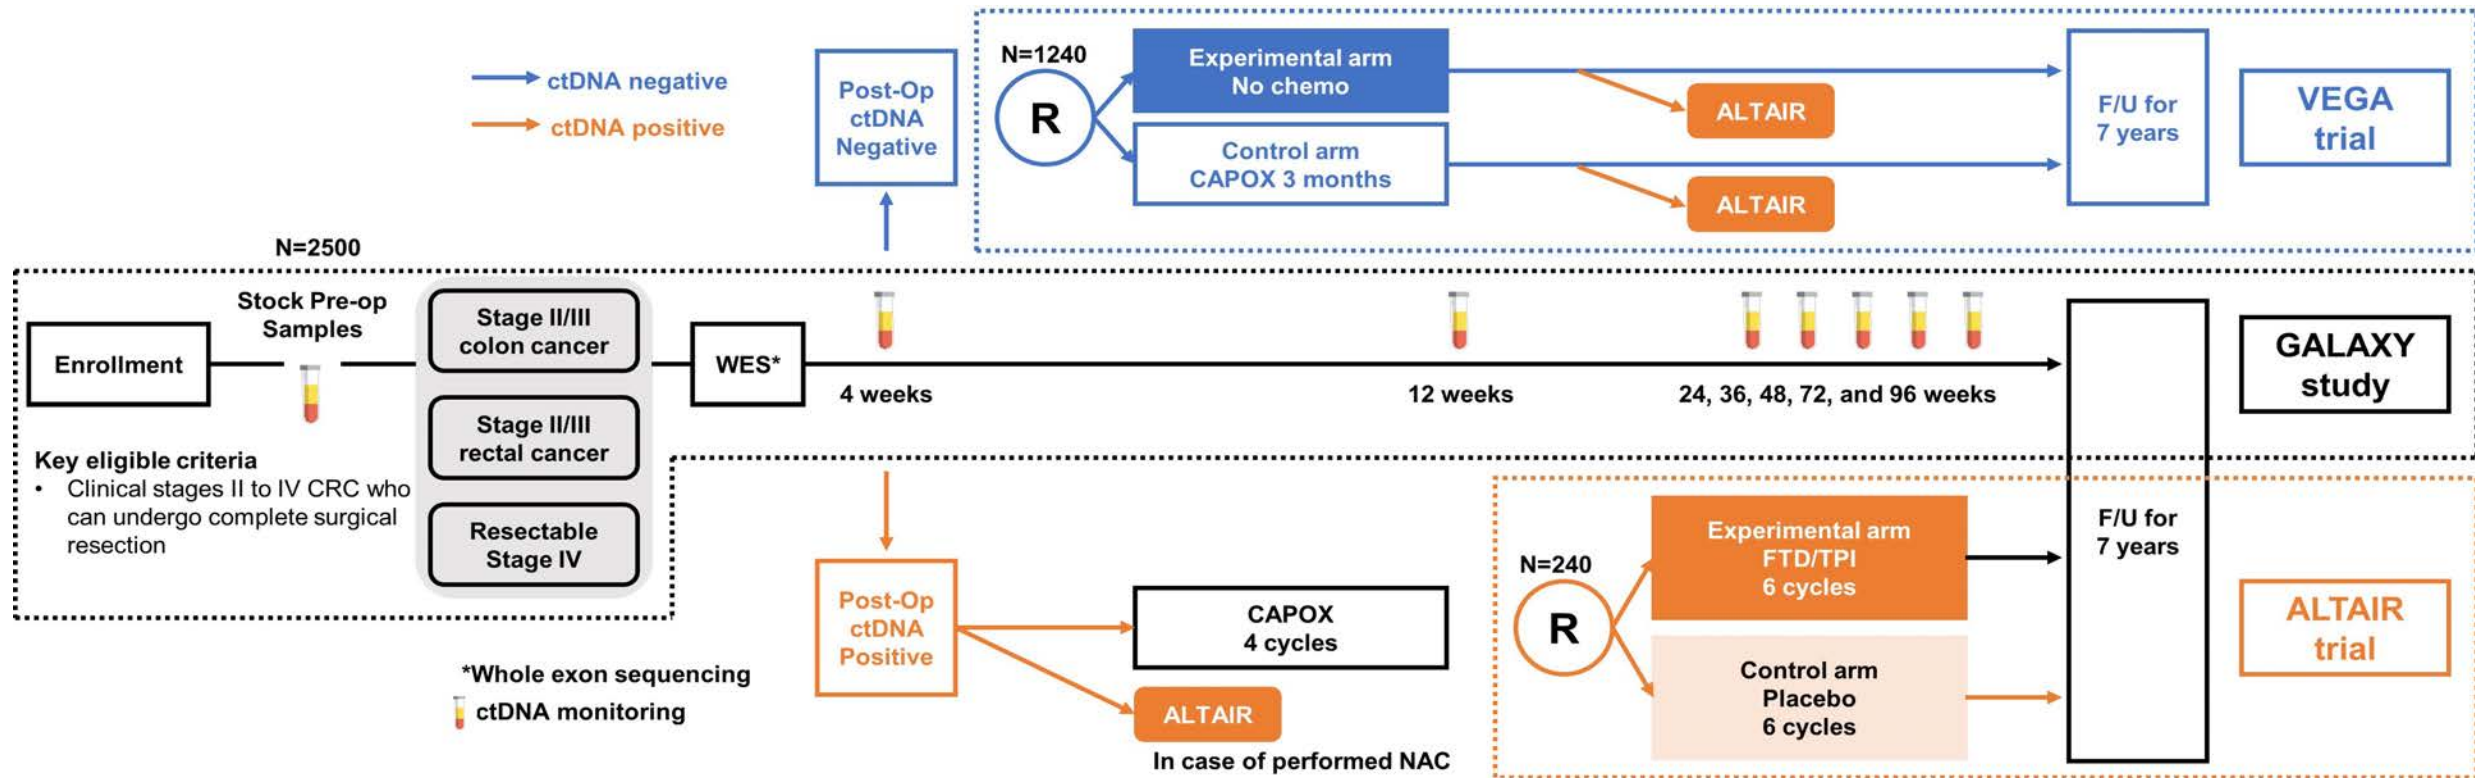 ctDNA negative
ctDNA positive
Post-Op
ctDNA
Negative
N=1240
R
Experimental arm
No chemo
Control arm
CAPOX 3 months
ALTAIR
ALTAIR
F/U for
7 years
VEGA
trial
N=2500
Enrollment
Stock Pre-op
Samples
Stage II/III
colon cancer
Stage II/III
rectal cancer
Resectable
Stage IV
WES*
4 weeks
12 weeks
24, 36, 48, 72, and 96 weeks
GALAXY
study
Key eligible criteria
• Clinical stages II to IV CRC who
can undergo complete surgical
resection
*Whole exon sequencing
ctDNA monitoring
Post-Op
ctDNA
Positive
CAPOX
4 cycles
ALTAIR
In case of performed NAC
N=240
R
Experimental arm
FTD/TPI
6 cycles
Control arm
Placebo
6 cycles
F/U for
7 years
ALTAIR
trial